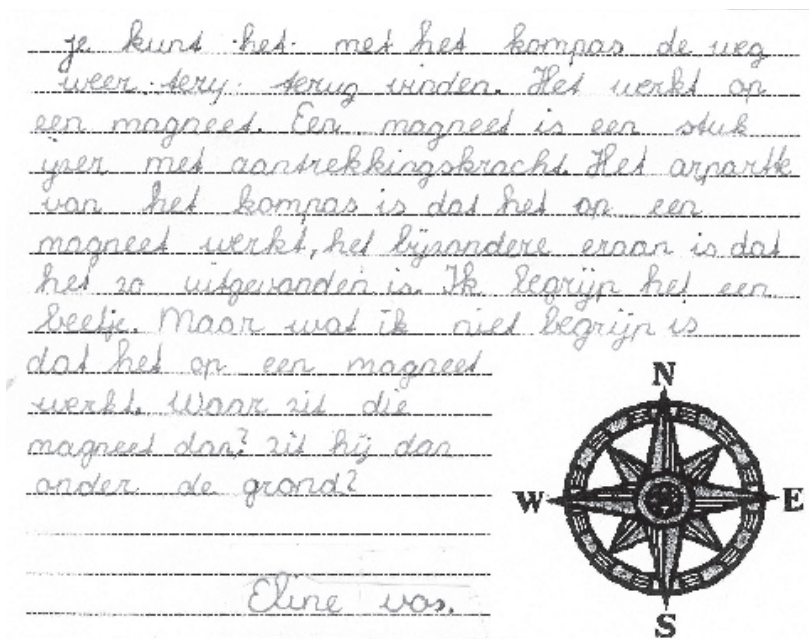 je kunt het met het kompas de weg
weer tery terug vinden. Het werkt op
een magneet. Een magneet is een stuk
yser met aantrekkingskracht. Het arpartte
van het kompas is dat het op een
magneet werkt, het bijzondere eraan is dat
het zo uitgevonden is. Ik begrijp het een
beetje. Maar wat ik niet begrijp is
dat het op een magneet
werkt. Waar zit die
magneet dan? zit hij dan
onder de grond?
Eline vos.
N
W E
S